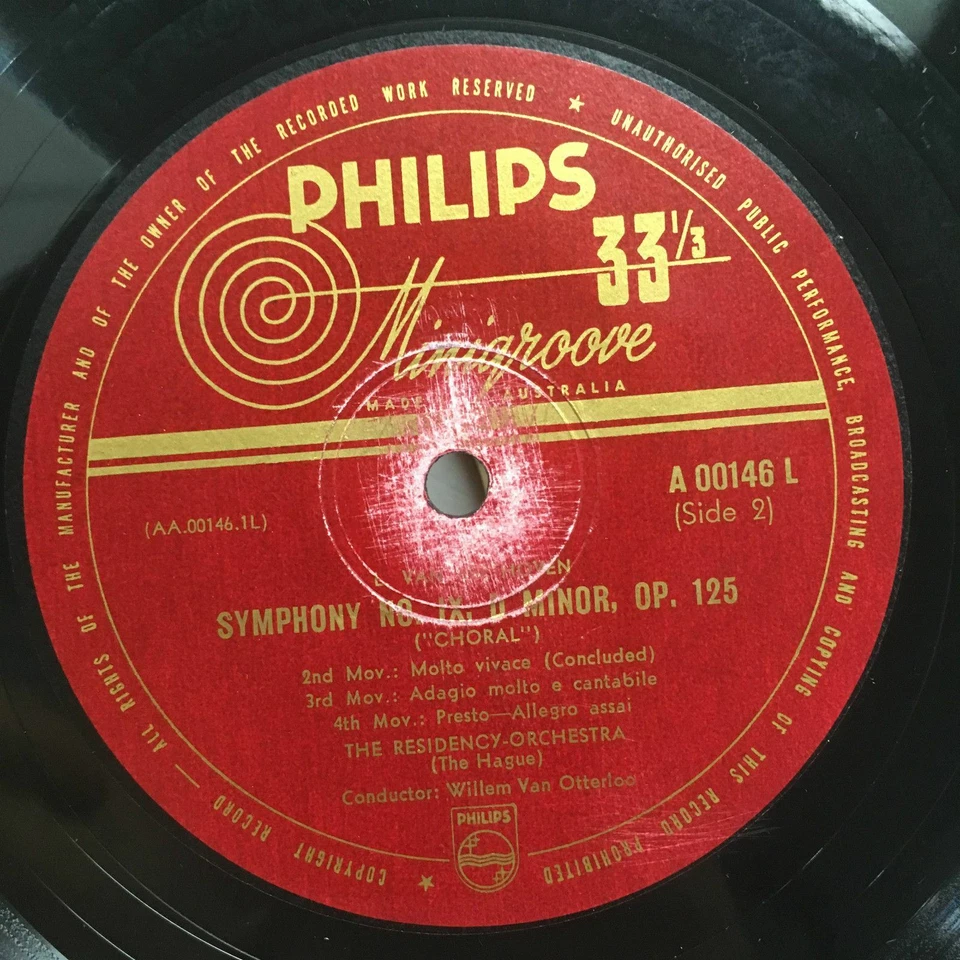 ALL RIGHTS OF THE MANUFACTURER AND OF THE OWNER OF THE RECORDED WORK RESERVED ★ UNAUTHORISED PUBLIC PERFORMANCE, BROADCASTING AND COPYING OF THIS RECORD PROHIBITED
★ COPYRIGHT RECORD —
PHILIPS
33⅓
Minigroove
MADE AUSTRALIA
A 00146 L
(Side 2)
(AA.00146.1L)
VAN
SYMPHONY NO. IX, D MINOR, OP. 125
("CHORAL")
2nd Mov.: Molto vivace (Concluded)
3rd Mov.: Adagio molto e cantabile
4th Mov.: Presto—Allegro assai
THE RESIDENCY-ORCHESTRA
(The Hague)
Conductor: Willem Van Otterloo
PHILIPS